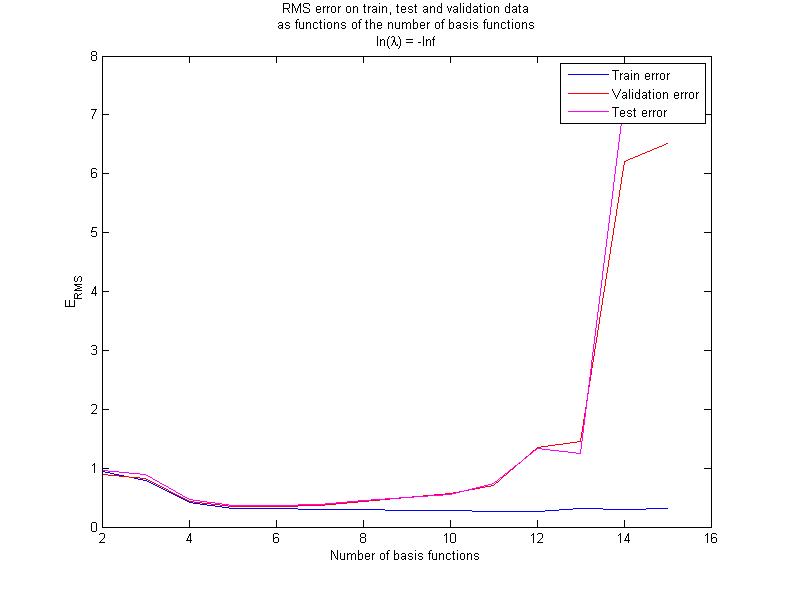 RMS error on train, test and validation data
as functions of the number of basis functions
ln(λ) = -Inf
8
7
6
5
4
3
2
1
0
E_RMS
Train error
Validation error
Test error
2 4 6 8 10 12 14 16
Number of basis functions